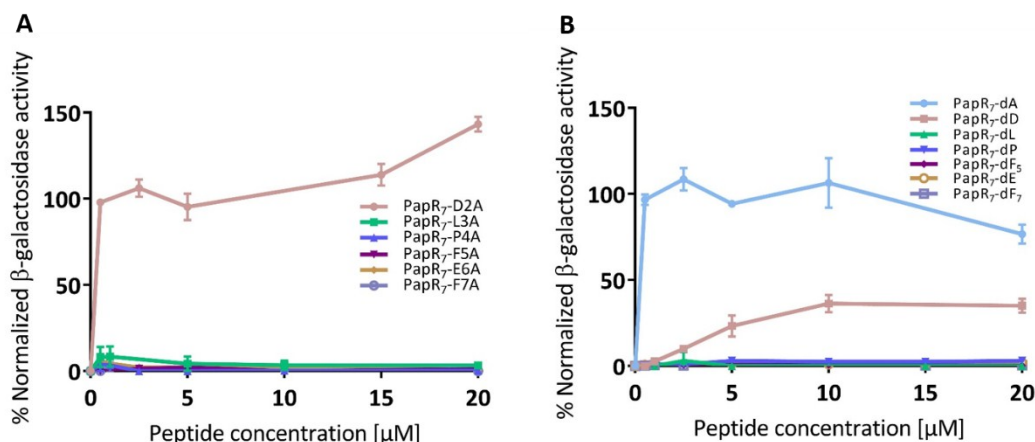 A
% Normalized β-galactosidase activity
150
100
50
0
0
5
10
15
20
Peptide concentration [µM]
PapR₇-D2A
PapR₇-L3A
PapR₇-P4A
PapR₇-F5A
PapR₇-E6A
PapR₇-F7A
B
% Normalized β-galactosidase activity
150
100
50
0
0
5
10
15
20
Peptide concentration [µM]
PapR₇-dA
PapR₇-dD
PapR₇-dL
PapR₇-dP
PapR₇-dF₅
PapR₇-dE
PapR₇-dF₇